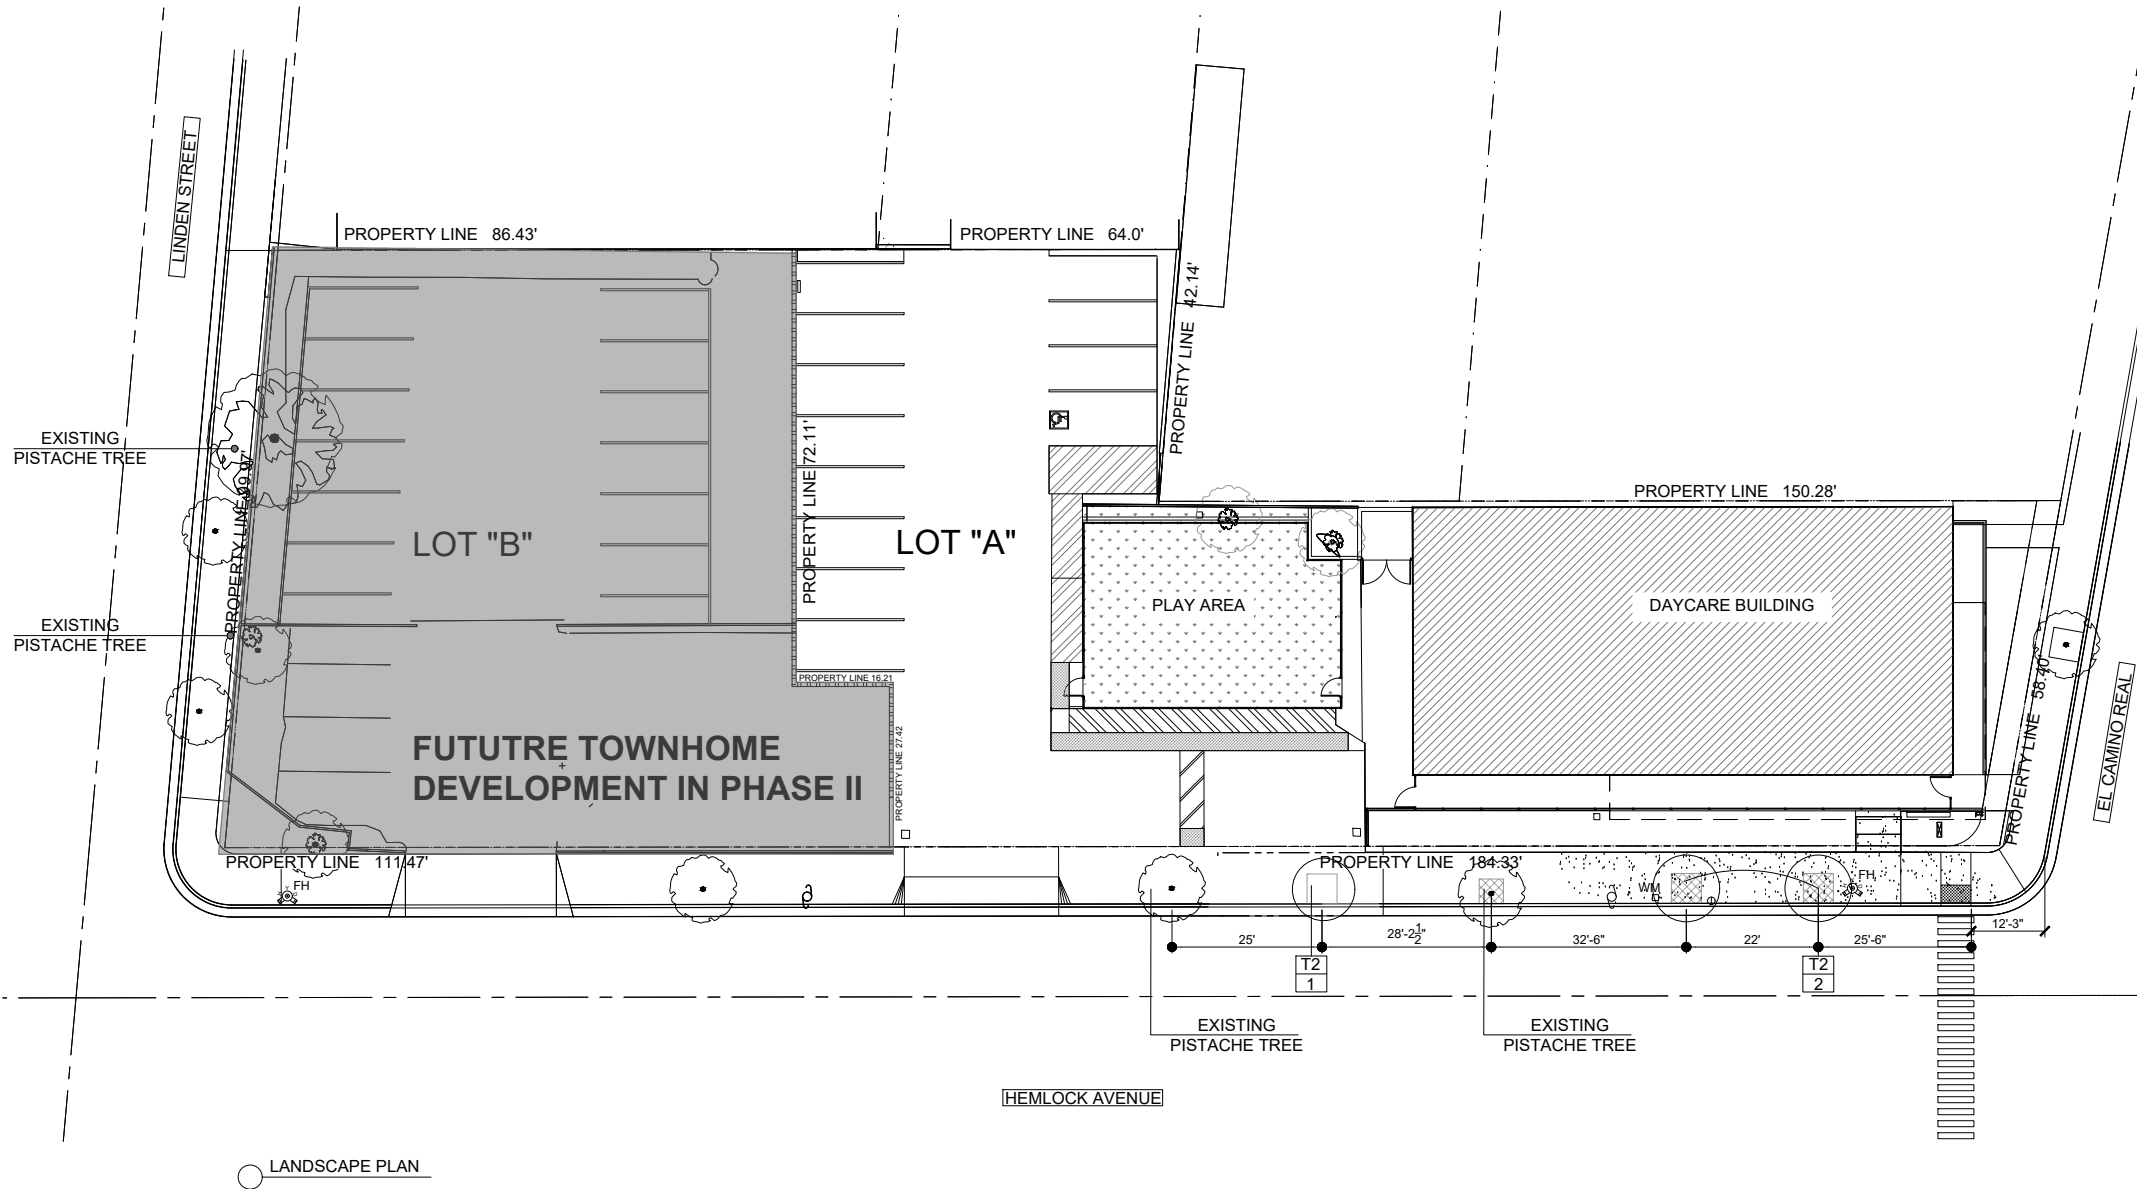 LINDEN STREET
PROPERTY LINE 86.43'
PROPERTY LINE 64.0'
PROPERTY LINE 42.14'
PROPERTY LINE 150.28'
EXISTING
PISTACHE TREE
PROPERTY LINE 99.97'
PROPERTY LINE 72.11'
LOT "B"
LOT "A"
PLAY AREA
DAYCARE BUILDING
EXISTING
PISTACHE TREE
PROPERTY LINE 16.21
PROPERTY LINE 27.42
PROPERTY LINE 58.40'
EL CAMINO REAL
FUTUTRE TOWNHOME
DEVELOPMENT IN PHASE II
PROPERTY LINE 111.47'
PROPERTY LINE 184.33'
FH
WM
FH
25'
28'-2 1/2"
32'-6"
22'
25'-6"
12'-3"
T2
1
T2
2
EXISTING
PISTACHE TREE
EXISTING
PISTACHE TREE
HEMLOCK AVENUE
LANDSCAPE PLAN